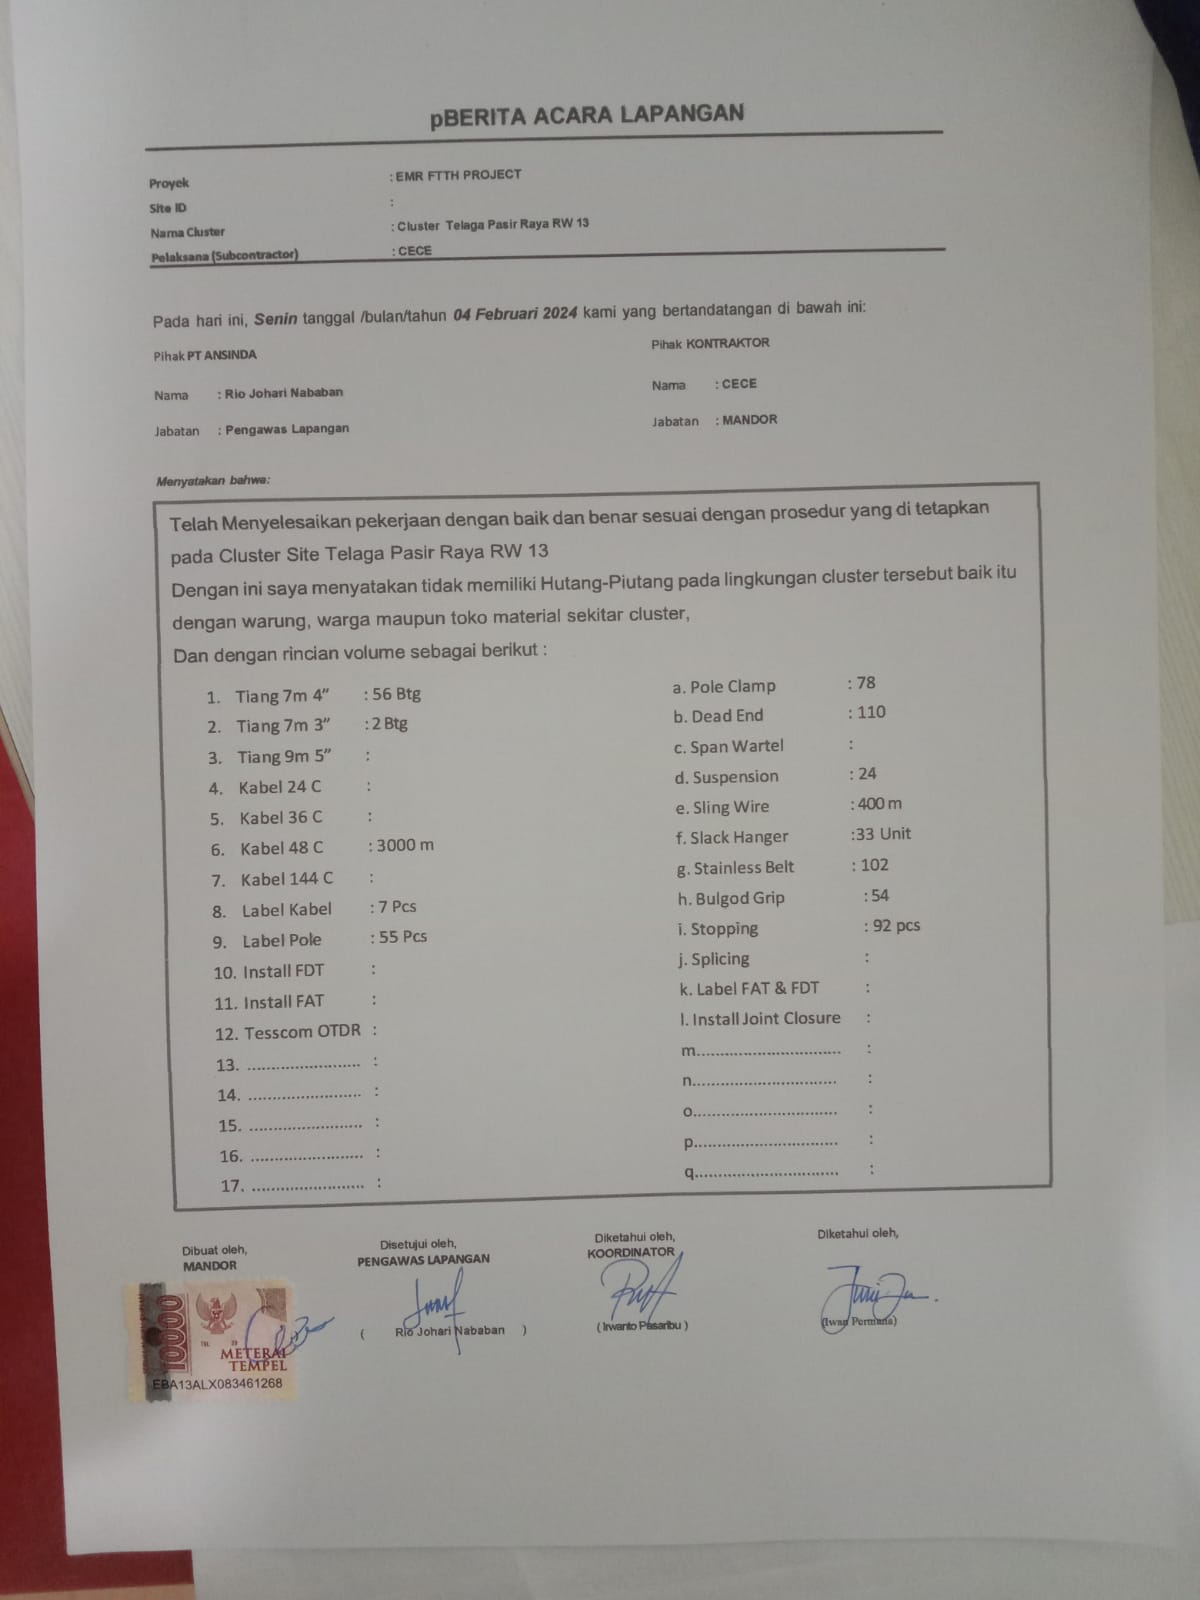 pBERITA ACARA LAPANGAN
Proyek : EMR FTTH PROJECT
Site ID :
Nama Cluster : Cluster Telaga Pasir Raya RW 13
Pelaksana (Subcontractor) : CECE
Pada hari ini, Senin tanggal /bulan/tahun 04 Februari 2024 kami yang bertandatangan di bawah ini:
Pihak PT ANSINDA
Nama : Rio Johari Nababan
Jabatan : Pengawas Lapangan
Pihak KONTRAKTOR
Nama : CECE
Jabatan : MANDOR
Menyatakan bahwa:
Telah Menyelesaikan pekerjaan dengan baik dan benar sesuai dengan prosedur yang di tetapkan
pada Cluster Site Telaga Pasir Raya RW 13
Dengan ini saya menyatakan tidak memiliki Hutang-Piutang pada lingkungan cluster tersebut baik itu
dengan warung, warga maupun toko material sekitar cluster,
Dan dengan rincian volume sebagai berikut :
1. Tiang 7m 4” : 56 Btg
2. Tiang 7m 3” : 2 Btg
3. Tiang 9m 5” :
4. Kabel 24 C :
5. Kabel 36 C :
6. Kabel 48 C : 3000 m
7. Kabel 144 C :
8. Label Kabel : 7 Pcs
9. Label Pole : 55 Pcs
10. Install FDT :
11. Install FAT :
12. Tesscom OTDR :
13. ........................ :
14. ........................ :
15. ........................ :
16. ........................ :
17. ........................ :
a. Pole Clamp : 78
b. Dead End : 110
c. Span Wartel :
d. Suspension : 24
e. Sling Wire : 400 m
f. Slack Hanger :33 Unit
g. Stainless Belt : 102
h. Bulgod Grip : 54
i. Stopping : 92 pcs
j. Splicing :
k. Label FAT & FDT :
l. Install Joint Closure :
m.............................. :
n.............................. :
o.............................. :
p.............................. :
q.............................. :
Dibuat oleh,
MANDOR
Disetujui oleh,
PENGAWAS LAPANGAN
( Rio Johari Nababan )
Diketahui oleh,
KOORDINATOR
( Irwanto Pasaribu )
Diketahui oleh,
(Iwan Permana)
10000
METERAI
TEMPEL
EBA13ALX083461268